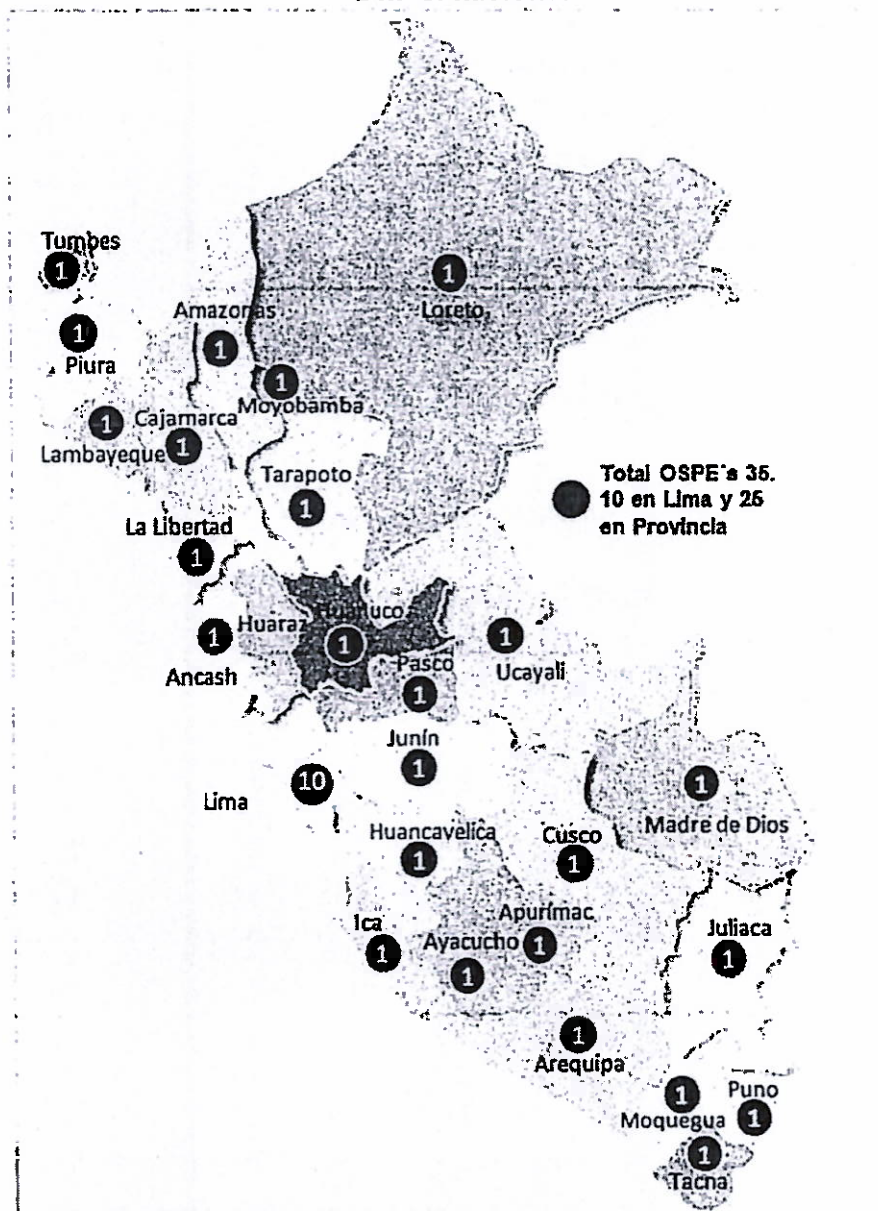 Tumbes
1
1
Loreto
Amazonas
1
1
Piura
1
Moyobamba
Cajamarca
1
Lambayeque
1
Tarapoto
1
Total OSPE's 35.
10 en Lima y 25
en Provincia
La Libertad
1
Huánuco
Huaraz
1
1
1
Ancash
Pasco
Ucayali
1
Junín
1
10
Lima
1
Madre de Dios
Huancavelica
1
Cusco
1
Apurímac
1
Ica
1
Ayacucho
1
Juliaca
1
1
Arequipa
1
Moquegua
Puno
1
1
Tacna